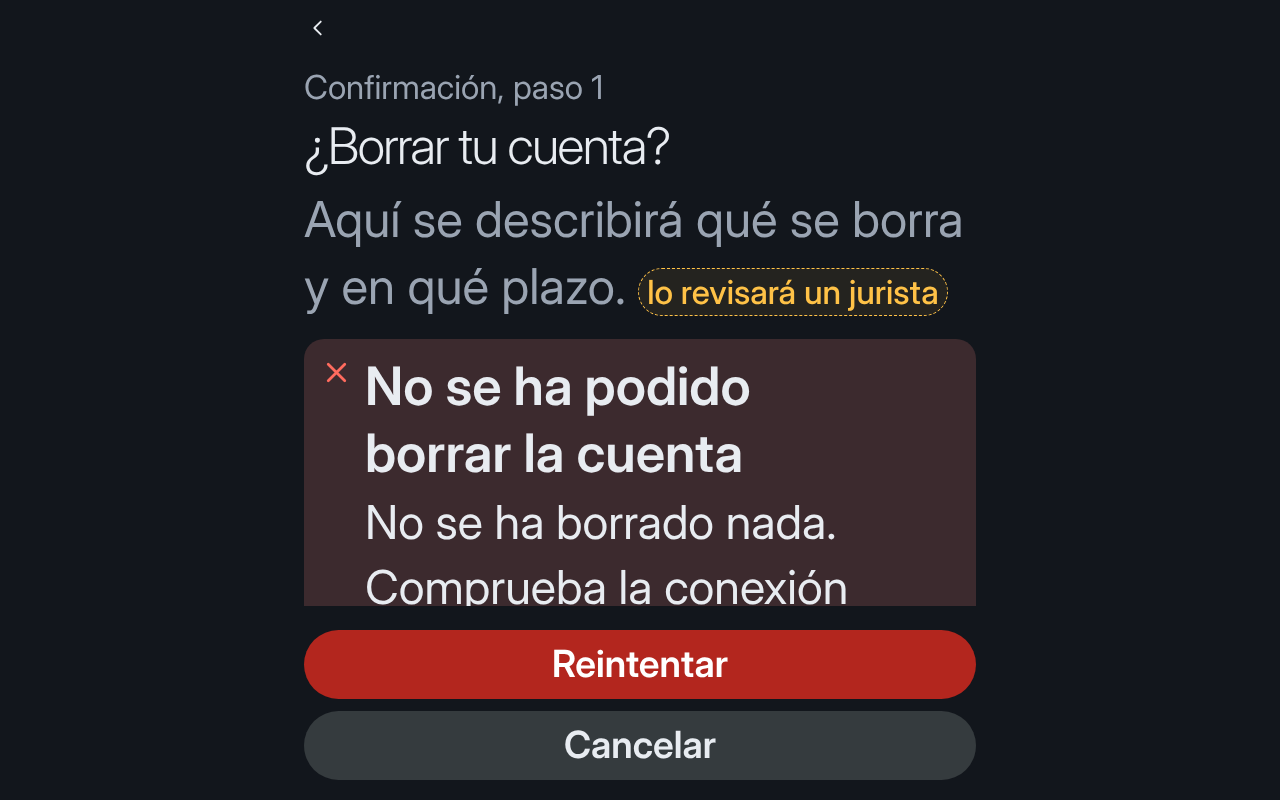 Confirmación, paso 1
¿Borrar tu cuenta?
Aquí se describirá qué se borra
y en qué plazo. lo revisará un jurista
No se ha podido
borrar la cuenta
No se ha borrado nada.
Comprueba la conexión
Reintentar
Cancelar